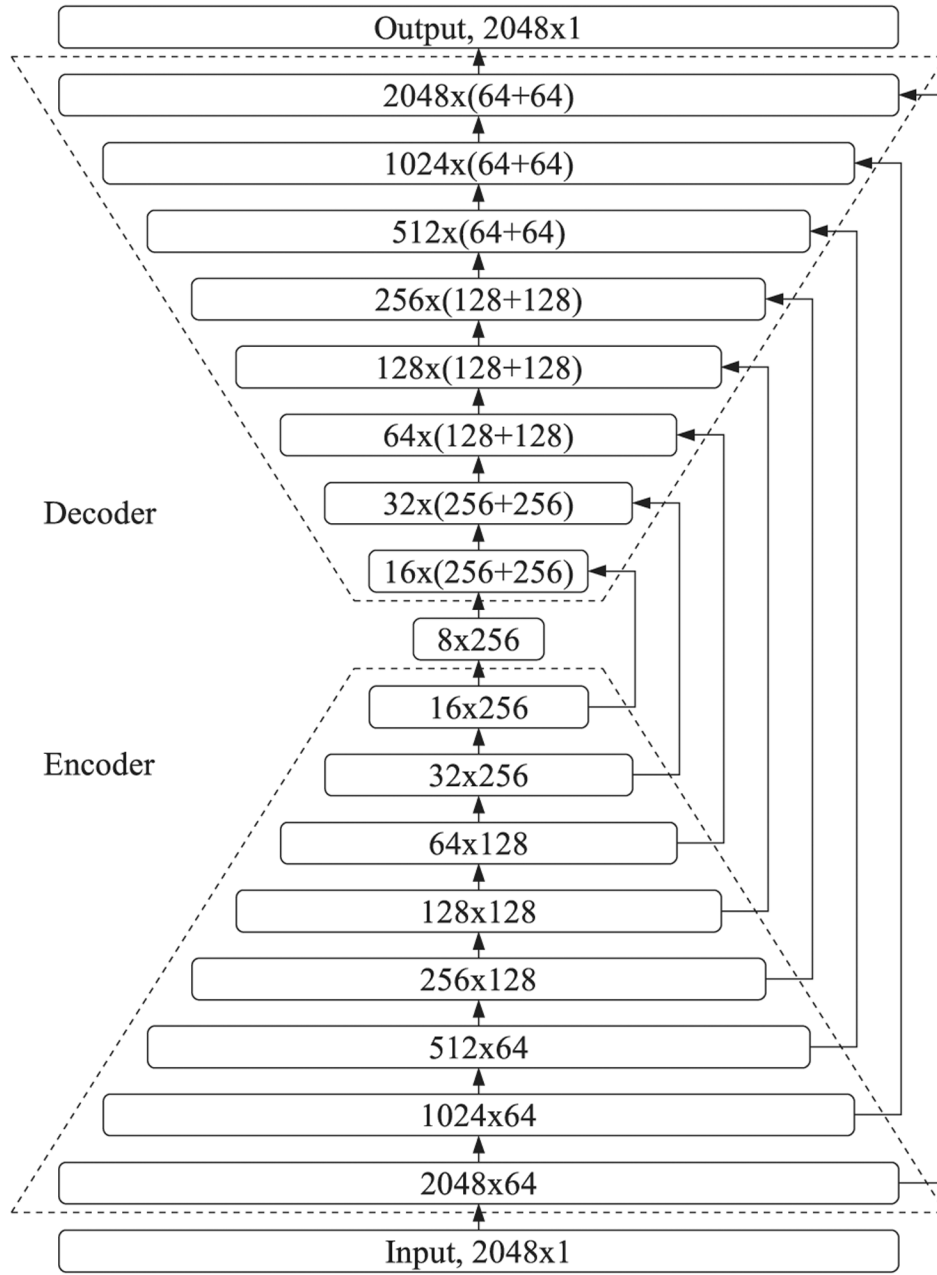 Output, 2048x1
2048x(64+64)
1024x(64+64)
512x(64+64)
256x(128+128)
128x(128+128)
64x(128+128)
32x(256+256)
Decoder
16x(256+256)
8x256
16x256
Encoder
32x256
64x128
128x128
256x128
512x64
1024x64
2048x64
Input, 2048x1